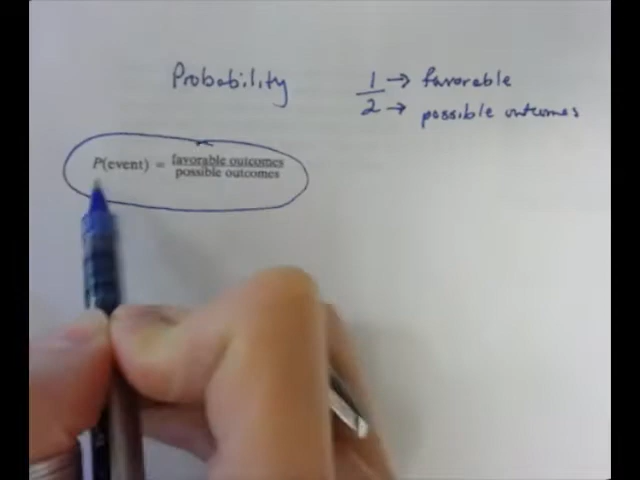 Probability
1 → favorable
2 → possible outcomes
P(event) = favorable outcomes
possible outcomes